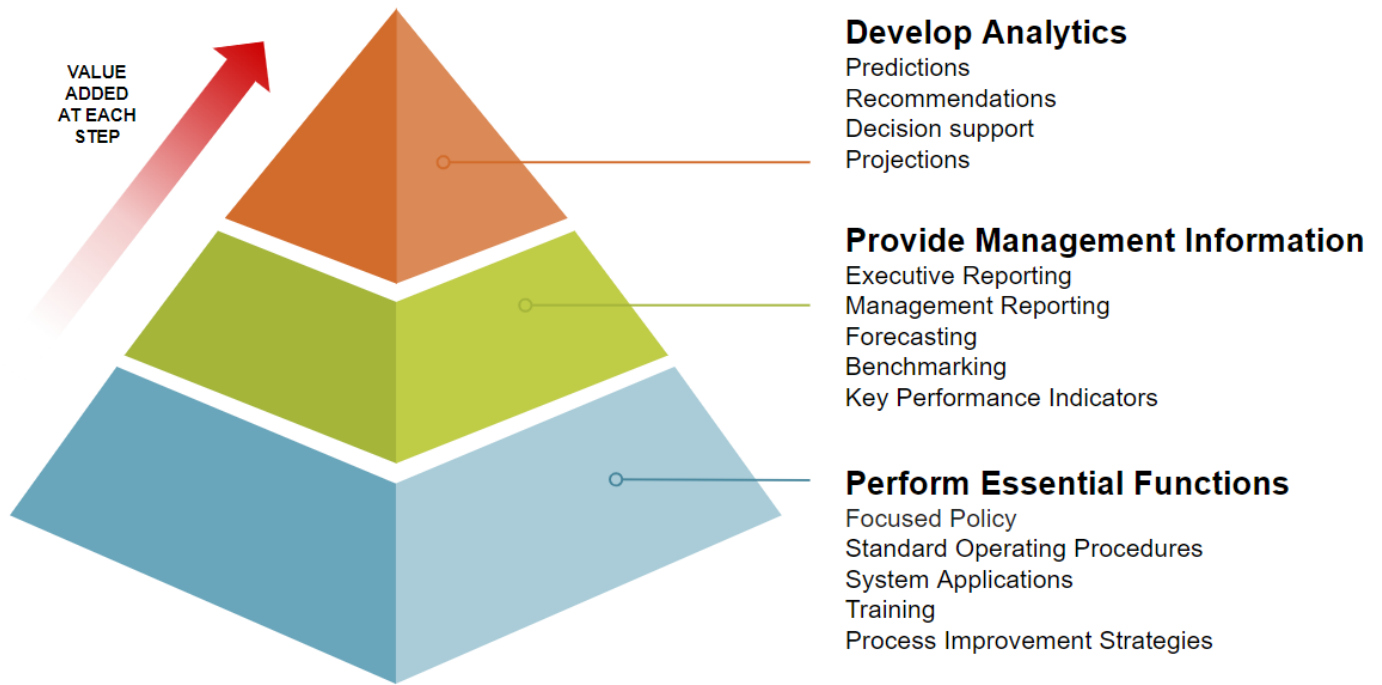 VALUE
ADDED
AT EACH
STEP
Develop Analytics
Predictions
Recommendations
Decision support
Projections
Provide Management Information
Executive Reporting
Management Reporting
Forecasting
Benchmarking
Key Performance Indicators
Perform Essential Functions
Focused Policy
Standard Operating Procedures
System Applications
Training
Process Improvement Strategies